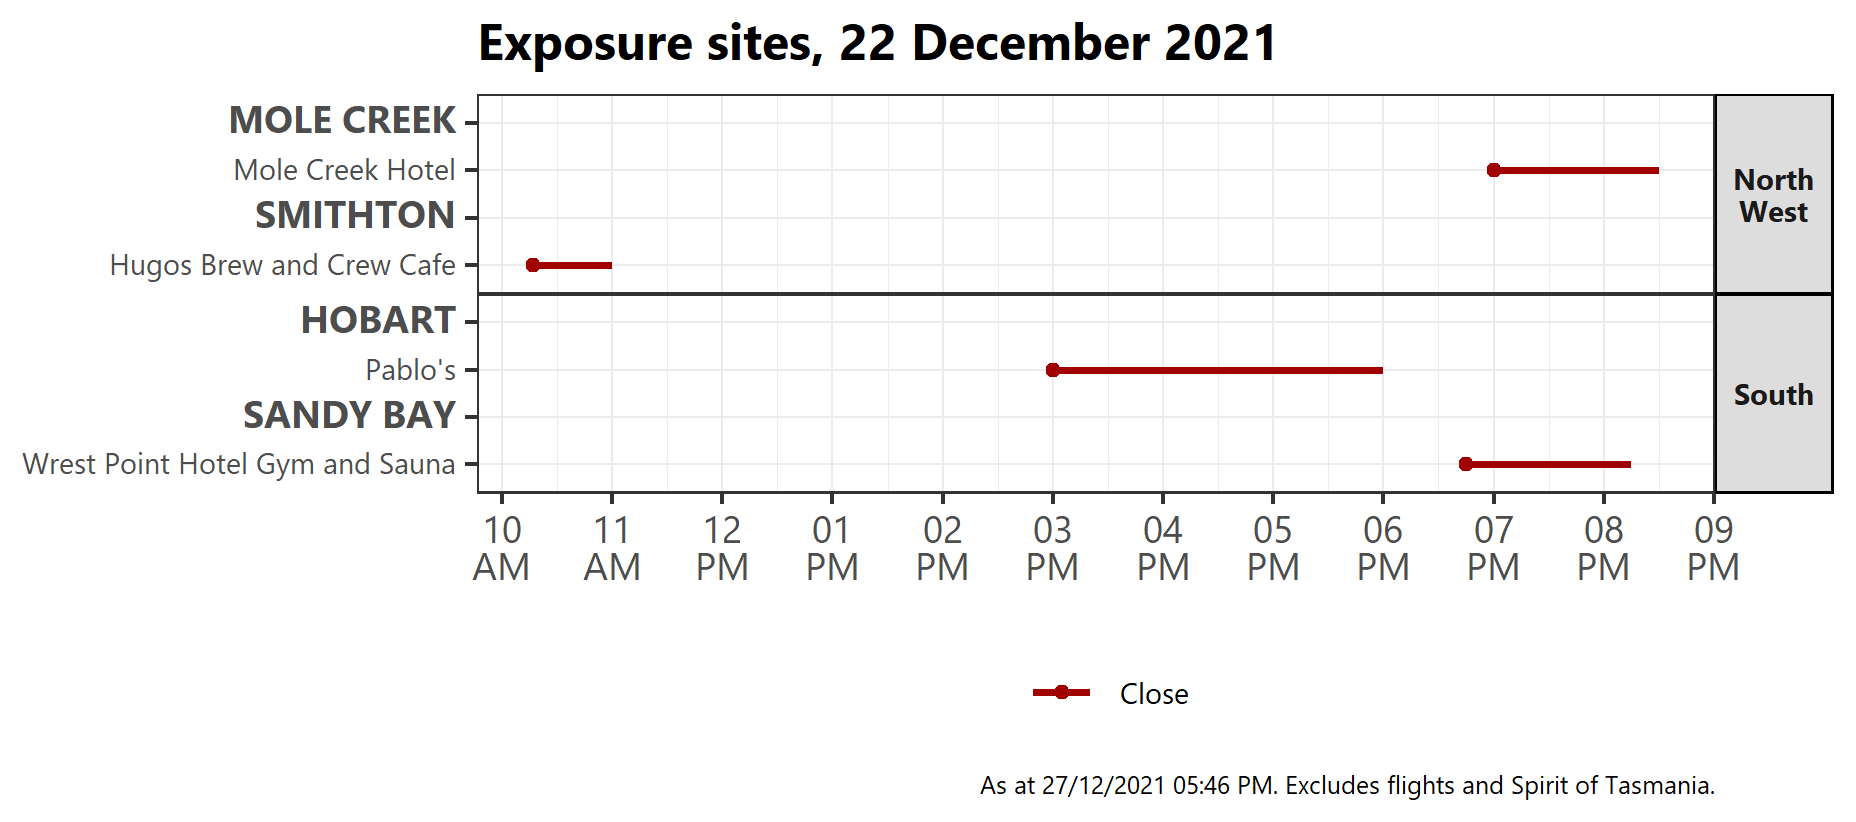 Exposure sites, 22 December 2021
MOLE CREEK
Mole Creek Hotel
SMITHTON
Hugos Brew and Crew Cafe
North
West
HOBART
Pablo's
SANDY BAY
Wrest Point Hotel Gym and Sauna
South
10 11 12 01 02 03 04 05 06 07 08 09
AM AM PM PM PM PM PM PM PM PM PM PM
Close
As at 27/12/2021 05:46 PM. Excludes flights and Spirit of Tasmania.